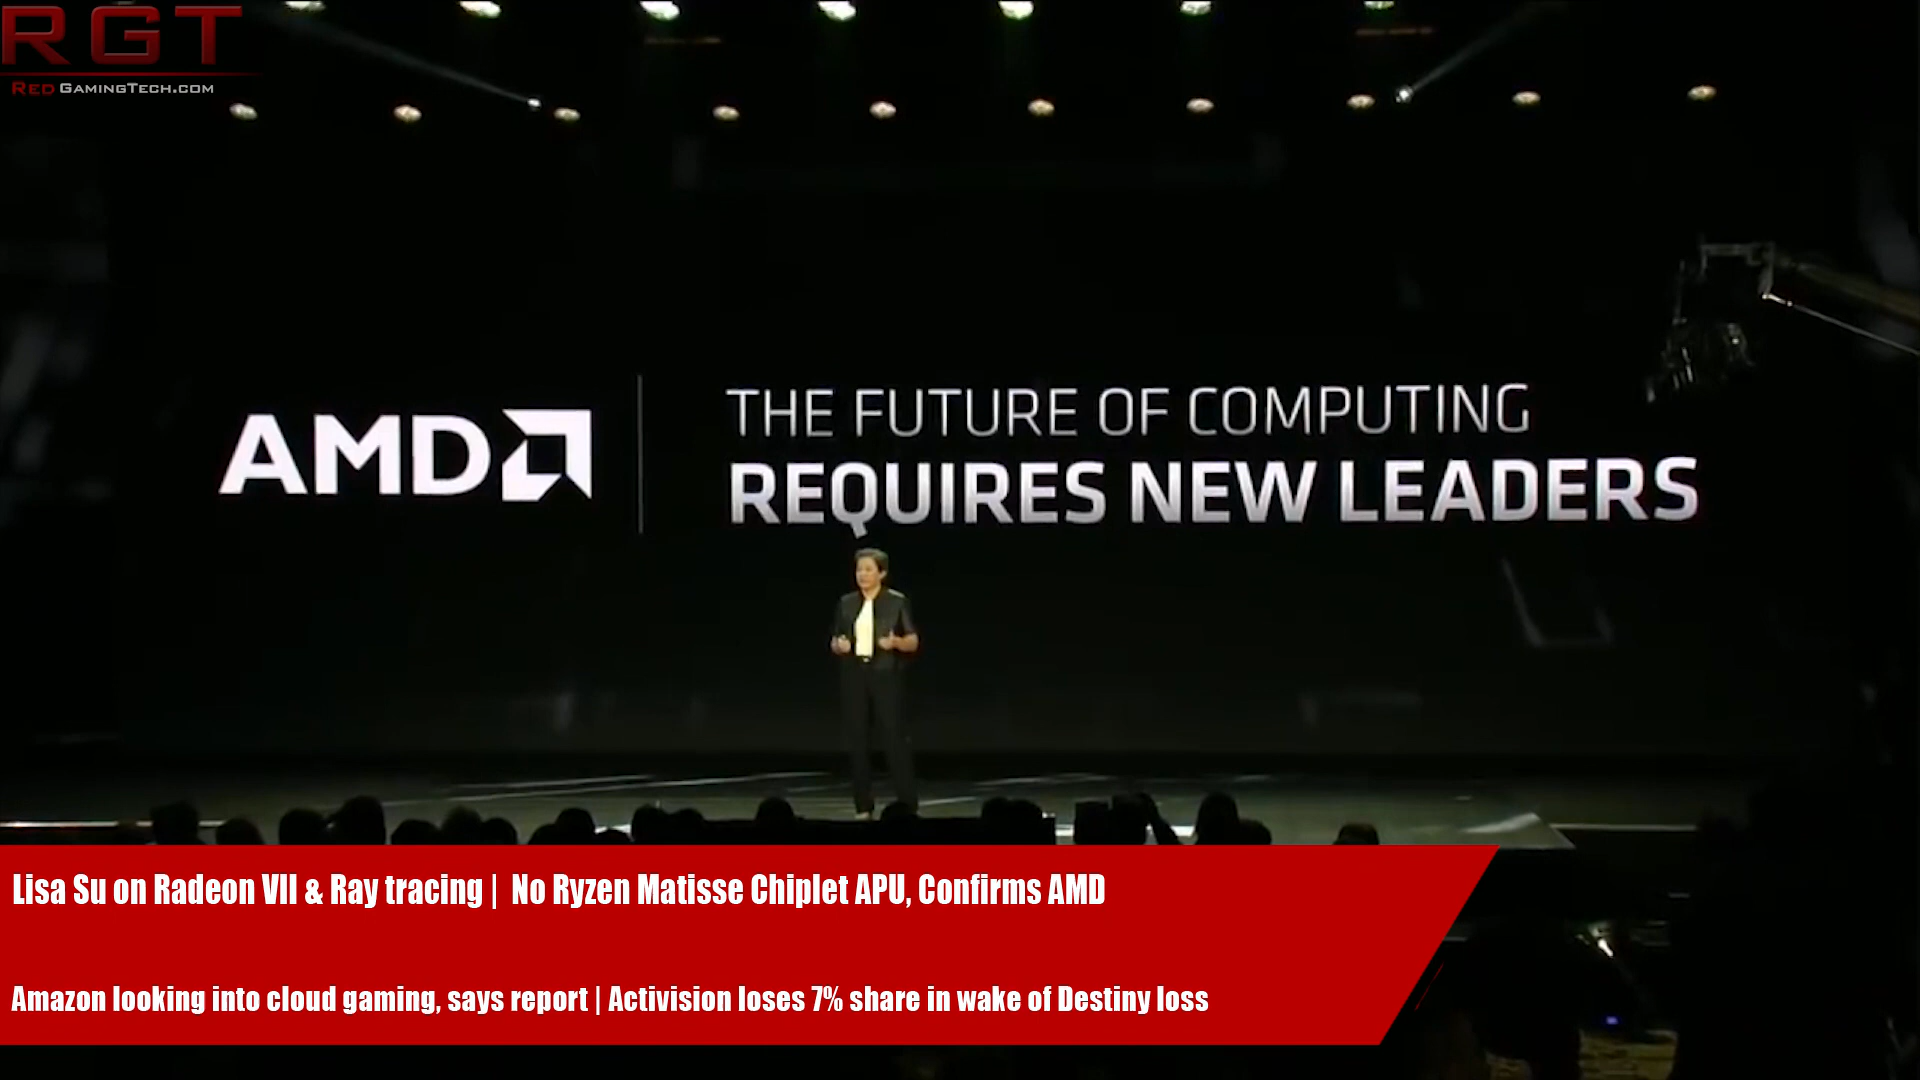 RGT
RedGamingTech.com
AMD
THE FUTURE OF COMPUTING
REQUIRES NEW LEADERS
Lisa Su on Radeon VII & Ray tracing | No Ryzen Matisse Chiplet APU, Confirms AMD
Amazon looking into cloud gaming, says report | Activision loses 7% share in wake of Destiny loss